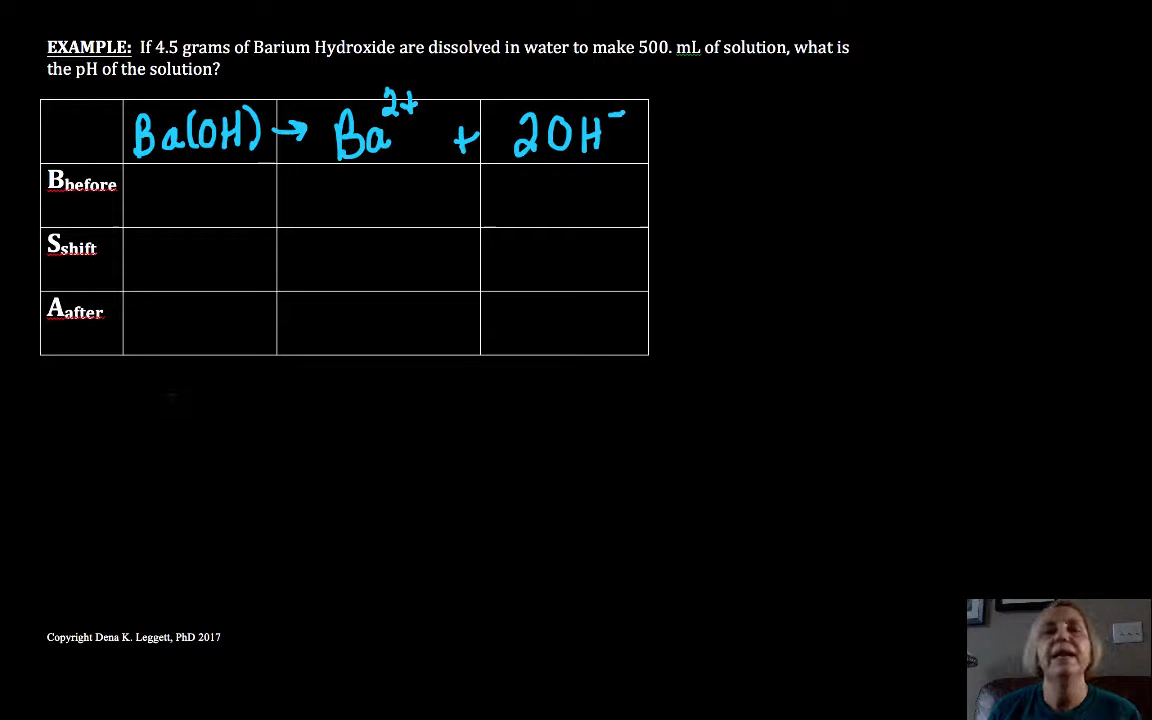 EXAMPLE: If 4.5 grams of Barium Hydroxide are dissolved in water to make 500. mL of solution, what is
the pH of the solution?
Ba(OH) → Ba²⁺ + 2OH⁻
Bbefore
Sshift
Aafter
Copyright Dena K. Leggett, PhD 2017